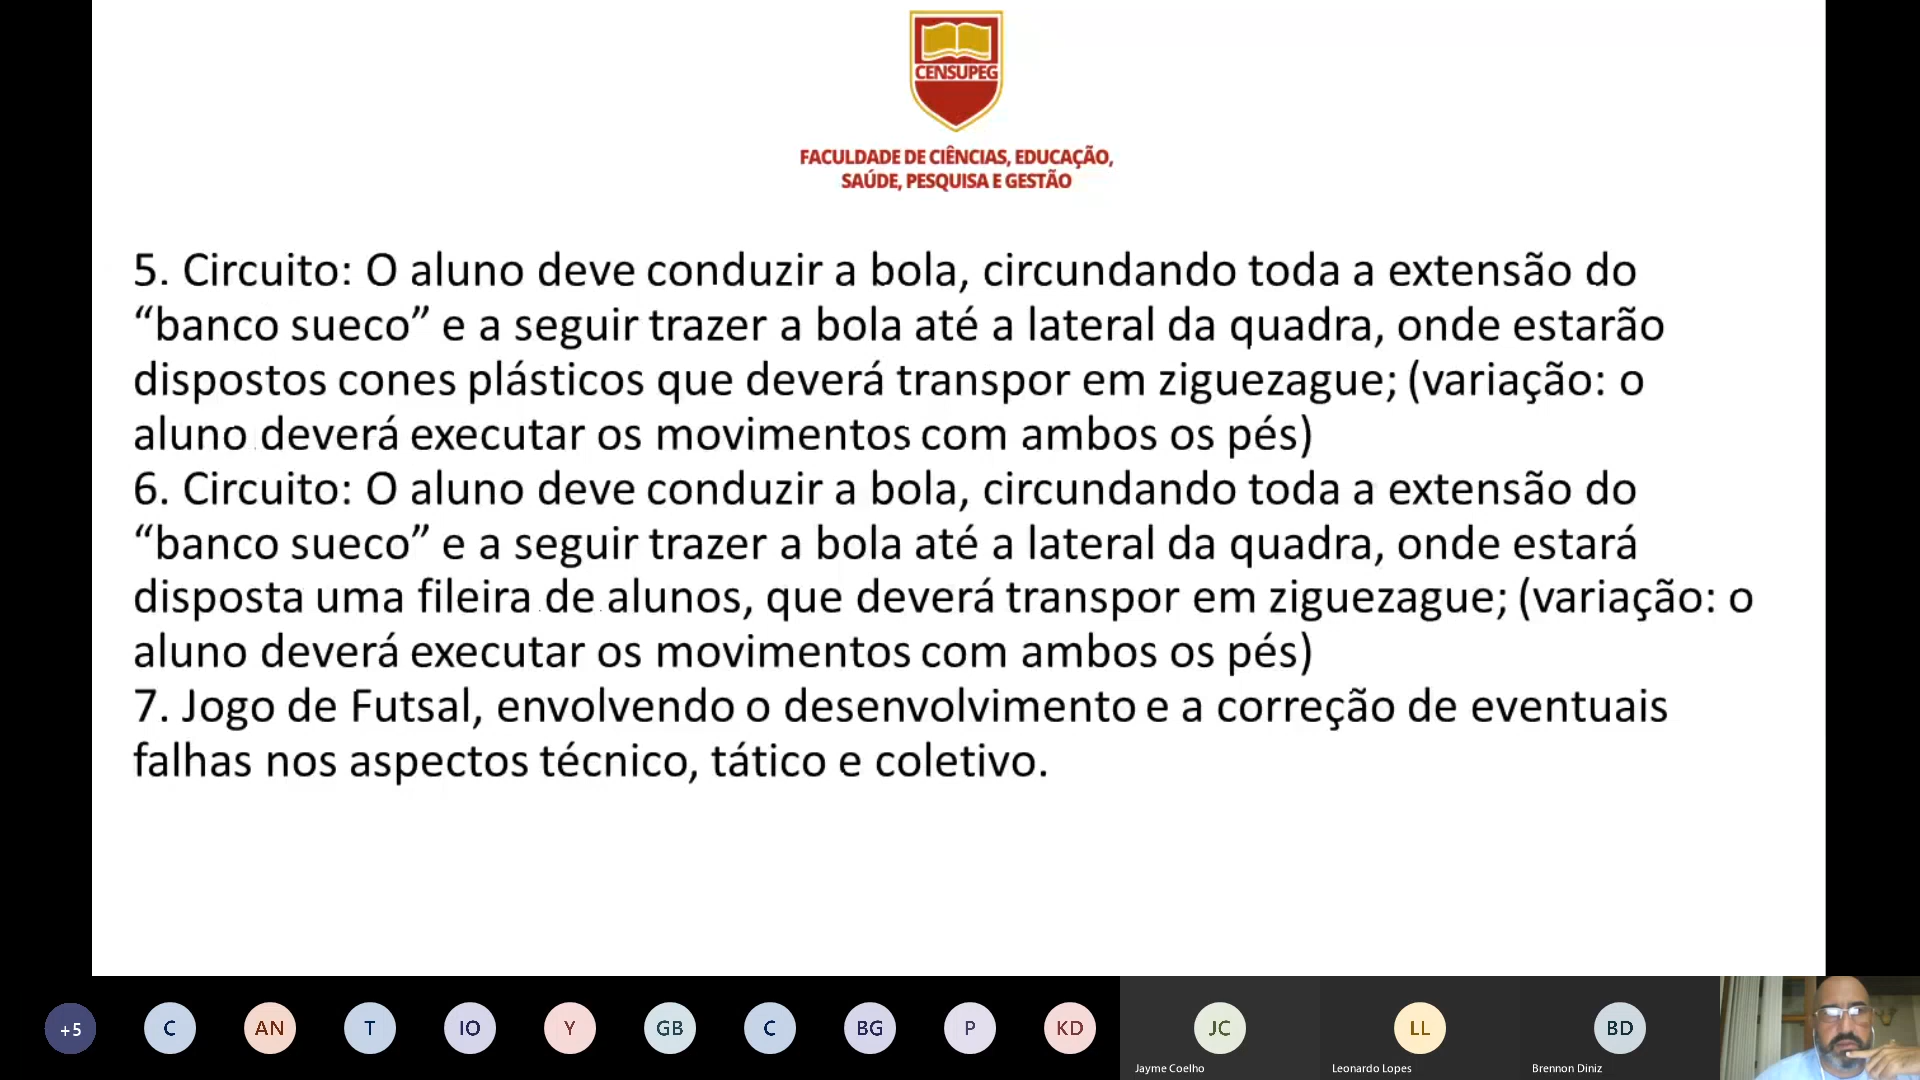 CENSUPEG
FACULDADE DE CIÊNCIAS, EDUCAÇÃO,
SAÚDE, PESQUISA E GESTÃO
5. Circuito: O aluno deve conduzir a bola, circundando toda a extensão do
“banco sueco” e a seguir trazer a bola até a lateral da quadra, onde estarão
dispostos cones plásticos que deverá transpor em ziguezague; (variação: o
aluno deverá executar os movimentos com ambos os pés)
6. Circuito: O aluno deve conduzir a bola, circundando toda a extensão do
“banco sueco” e a seguir trazer a bola até a lateral da quadra, onde estará
disposta uma fileira de alunos, que deverá transpor em ziguezague; (variação: o
aluno deverá executar os movimentos com ambos os pés)
7. Jogo de Futsal, envolvendo o desenvolvimento e a correção de eventuais
falhas nos aspectos técnico, tático e coletivo.
+5 C AN T IO Y GB C BG P KD JC LL BD
Jayme Coelho Leonardo Lopes Brennon Diniz